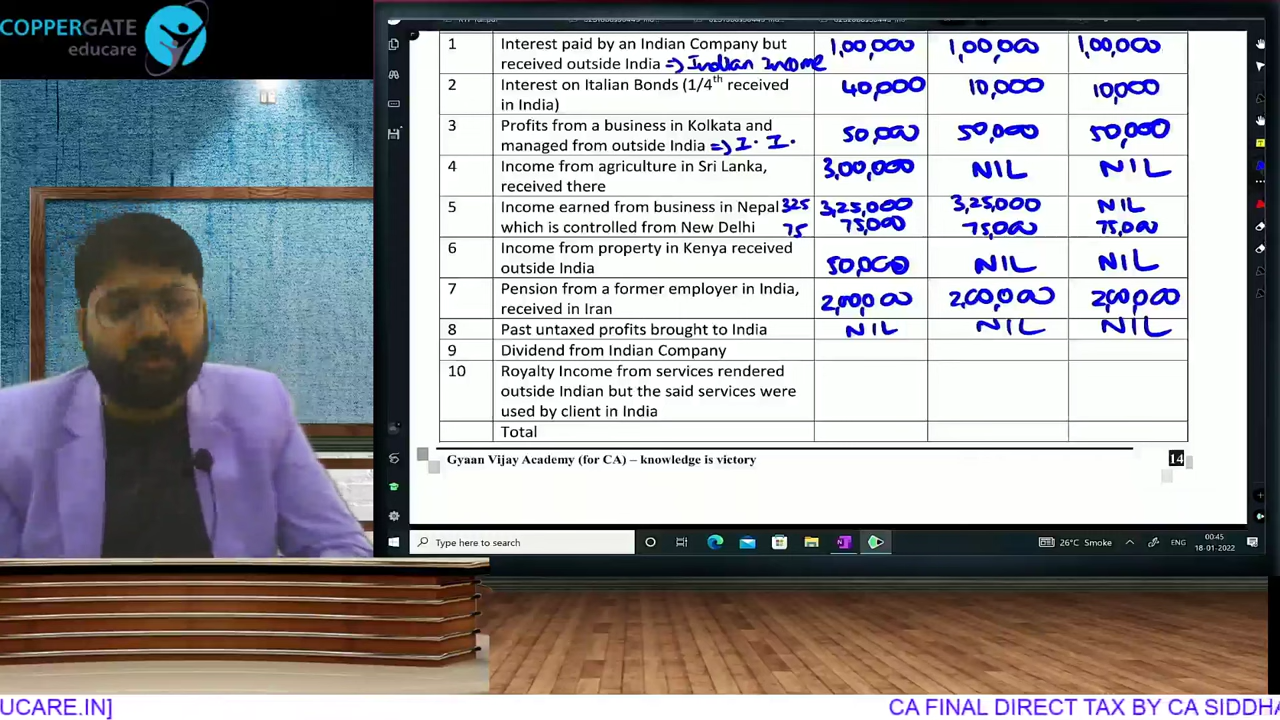 COPPERGATE
educare
1 Interest paid by an Indian Company but 1,00,000 1,00,000 1,00,000
received outside India => Indian Income
2 Interest on Italian Bonds (1/4th received 40,000 10,000 10,000
in India)
3 Profits from a business in Kolkata and 50,000 50,000 50,000
managed from outside India => I. I.
4 Income from agriculture in Sri Lanka, 3,00,000 NIL NIL
received there
5 Income earned from business in Nepal 325 3,25,000 3,25,000 NIL
which is controlled from New Delhi 75 75,000 75,000 75,000
6 Income from property in Kenya received
outside India 50,000 NIL NIL
7 Pension from a former employer in India, 2,00,000 2,00,000 2,00,000
received in Iran
8 Past untaxed profits brought to India NIL NIL NIL
9 Dividend from Indian Company
10 Royalty Income from services rendered
outside Indian but the said services were
used by client in India
Total
Gyaan Vijay Academy (for CA) – knowledge is victory 14
Type here to search
26°C Smoke ENG 00:45
18-01-2022
UCARE.IN] CA FINAL DIRECT TAX BY CA SIDDHA